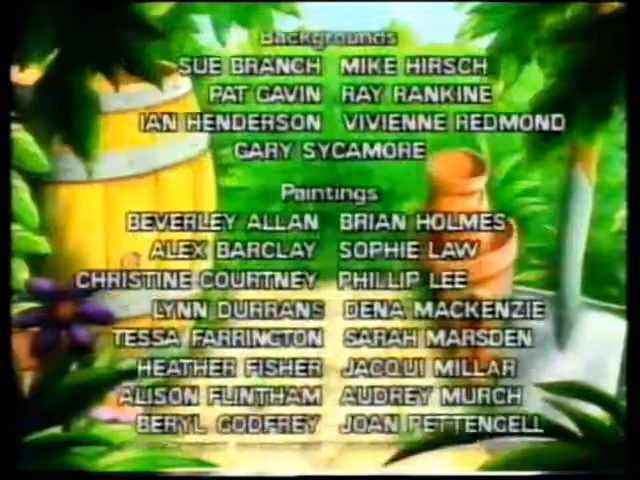 Backgrounds
SUE BRANCH MIKE HIRSCH
PAT GAVIN RAY RANKINE
IAN HENDERSON VIVIENNE REDMOND
GARY SYCAMORE
Paintings
BEVERLEY ALLAN BRIAN HOLMES
ALEX BARCLAY SOPHIE LAW
CHRISTINE COURTNEY PHILLIP LEE
LYNN DURRANS DENA MACKENZIE
TESSA FARRINGTON SARAH MARSDEN
HEATHER FISHER JACQUI MILLAR
ALISON FLINTHAM AUDREY MURCH
BERYL GODFREY JOAN PETTENGELL